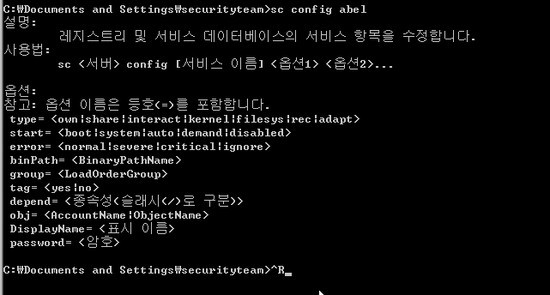 C:₩Documents and Settings₩securityteam>sc config abel
설명:
레지스트리 및 서비스 데이터베이스의 서비스 항목을 수정합니다.
사용법:
sc <서버> config [서비스 이름] <옵션1> <옵션2>...
옵션:
참고: 옵션 이름은 등호(=)를 포함합니다.
type= <own|share|interact|kernel|filesys|rec|adapt>
start= <boot|system|auto|demand|disabled>
error= <normal|severe|critical|ignore>
binPath= <BinaryPathName>
group= <LoadOrderGroup>
tag= <yes|no>
depend= <종속성(슬래시(/)로 구분)>
obj= <AccountName|ObjectName>
DisplayName= <표시 이름>
password= <암호>
C:₩Documents and Settings₩securityteam>^R_